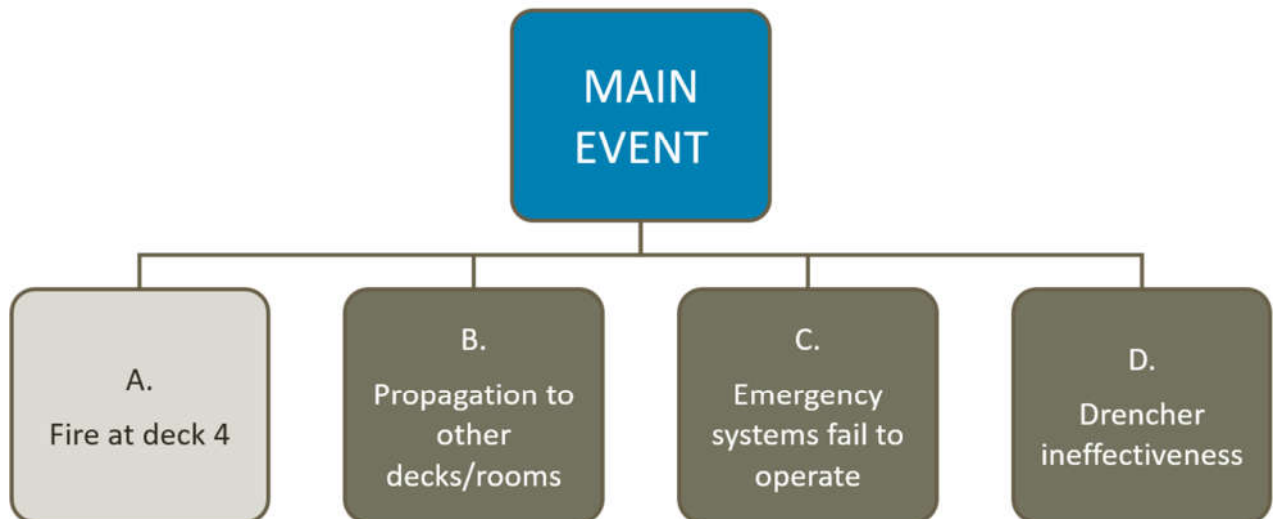 MAIN
EVENT
A.
Fire at deck 4
B.
Propagation to
other
decks/rooms
C.
Emergency
systems fail to
operate
D.
Drencher
ineffectiveness